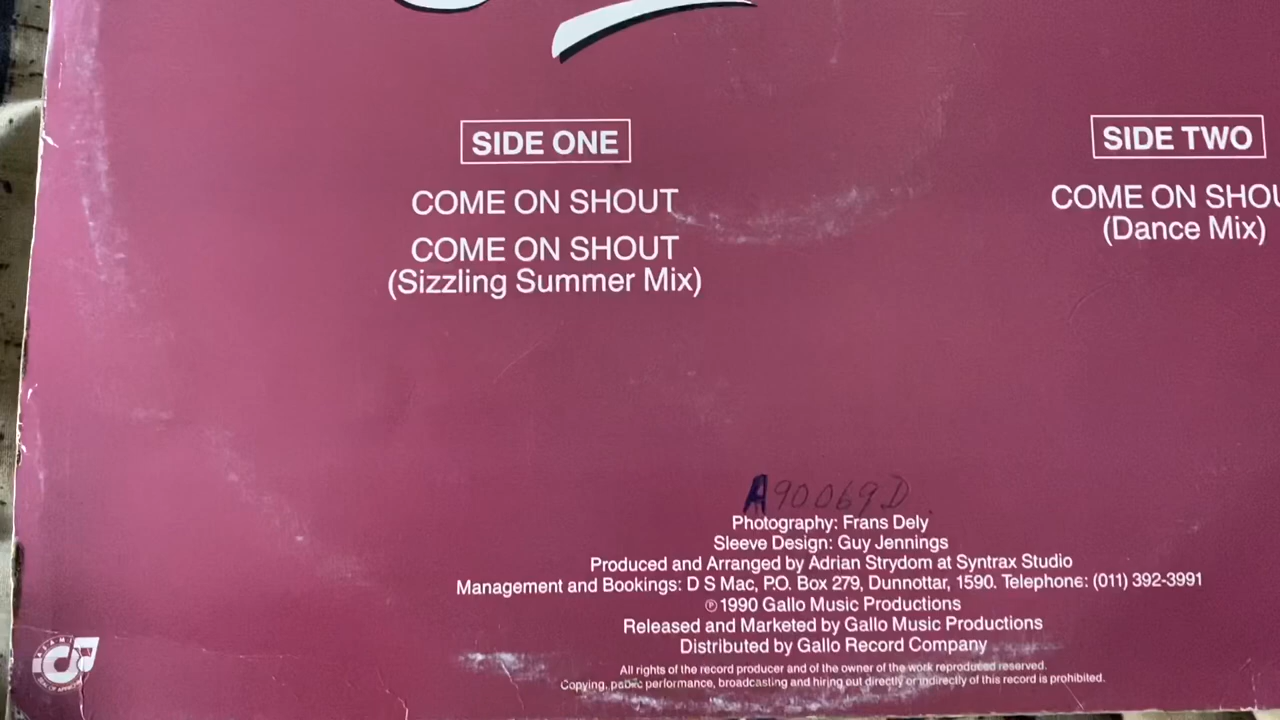 SIDE ONE
COME ON SHOUT
COME ON SHOUT
(Sizzling Summer Mix)
SIDE TWO
COME ON SHOU
(Dance Mix)
A90069D
Photography: Frans Dely
Sleeve Design: Guy Jennings
Produced and Arranged by Adrian Strydom at Syntrax Studio
Management and Bookings: D S Mac, P.O. Box 279, Dunnottar, 1590. Telephone: (011) 392-3991
℗ 1990 Gallo Music Productions
Released and Marketed by Gallo Music Productions
Distributed by Gallo Record Company
All rights of the record producer and of the owner of the work reproduced reserved.
Copying, public performance, broadcasting and hiring out directly or indirectly of this record is prohibited.